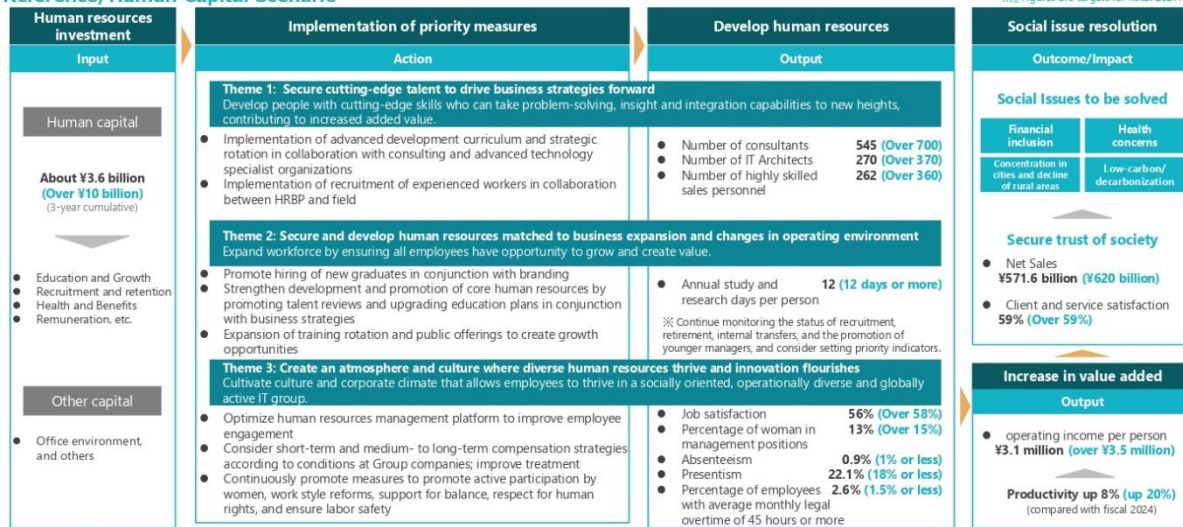 Reference) Human Capital Scenario
Human resources
investment
Input
Human capital
About ¥3.6 billion
(Over ¥10 billion)
(3-year cumulative)
● Education and Growth
● Recruitment and retention
● Health and Benefits
● Remuneration, etc.
Other capital
● Office environment,
and others
Implementation of priority measures
Action
Develop human resources
Output
Theme 1: Secure cutting-edge talent to drive business strategies forward
Develop people with cutting-edge skills who can take problem-solving, insight and integration capabilities to new heights,
contributing to increased added value.
● Implementation of advanced development curriculum and strategic
rotation in collaboration with consulting and advanced technology
specialist organizations
● Implementation of recruitment of experienced workers in collaboration
between HRBP and field
● Number of consultants 545 (Over 700)
● Number of IT Architects 270 (Over 370)
● Number of highly skilled 262 (Over 360)
sales personnel
Theme 2: Secure and develop human resources matched to business expansion and changes in operating environment
Expand workforce by ensuring all employees have opportunity to grow and create value.
● Promote hiring of new graduates in conjunction with branding
● Strengthen development and promotion of core human resources by
promoting talent reviews and upgrading education plans in conjunction
with business strategies
● Expansion of training rotation and public offerings to create growth
opportunities
● Annual study and 12 (12 days or more)
research days per person
※ Continue monitoring the status of recruitment,
retirement, internal transfers, and the promotion of
younger managers, and consider setting priority indicators.
Theme 3: Create an atmosphere and culture where diverse human resources thrive and innovation flourishes
Cultivate culture and corporate climate that allows employees to thrive in a socially oriented, operationally diverse and globally
active IT group.
● Optimize human resources management platform to improve employee
engagement
● Consider short-term and medium- to long-term compensation strategies
according to conditions at Group companies; improve treatment
● Continuously promote measures to promote active participation by
women, work style reforms, support for balance, respect for human
rights, and ensure labor safety
● Job satisfaction 56% (Over 58%)
● Percentage of woman in 13% (Over 15%)
management positions
● Absenteeism 0.9% (1% or less)
● Presentism 22.1% (18% or less)
● Percentage of employees 2.6% (1.5% or less)
with average monthly legal
overtime of 45 hours or more
Social issue resolution
Outcome/Impact
Social Issues to be solved
Financial
inclusion
Health
concerns
Concentration in
cities and decline
of rural areas
Low-carbon/
decarbonization
Secure trust of society
● Net Sales
¥571.6 billion (¥620 billion)
● Client and service satisfaction
59% (Over 59%)
Increase in value added
Output
● operating income per person
¥3.1 million (over ¥3.5 million)
Productivity up 8% (up 20%)
(compared with fiscal 2024)